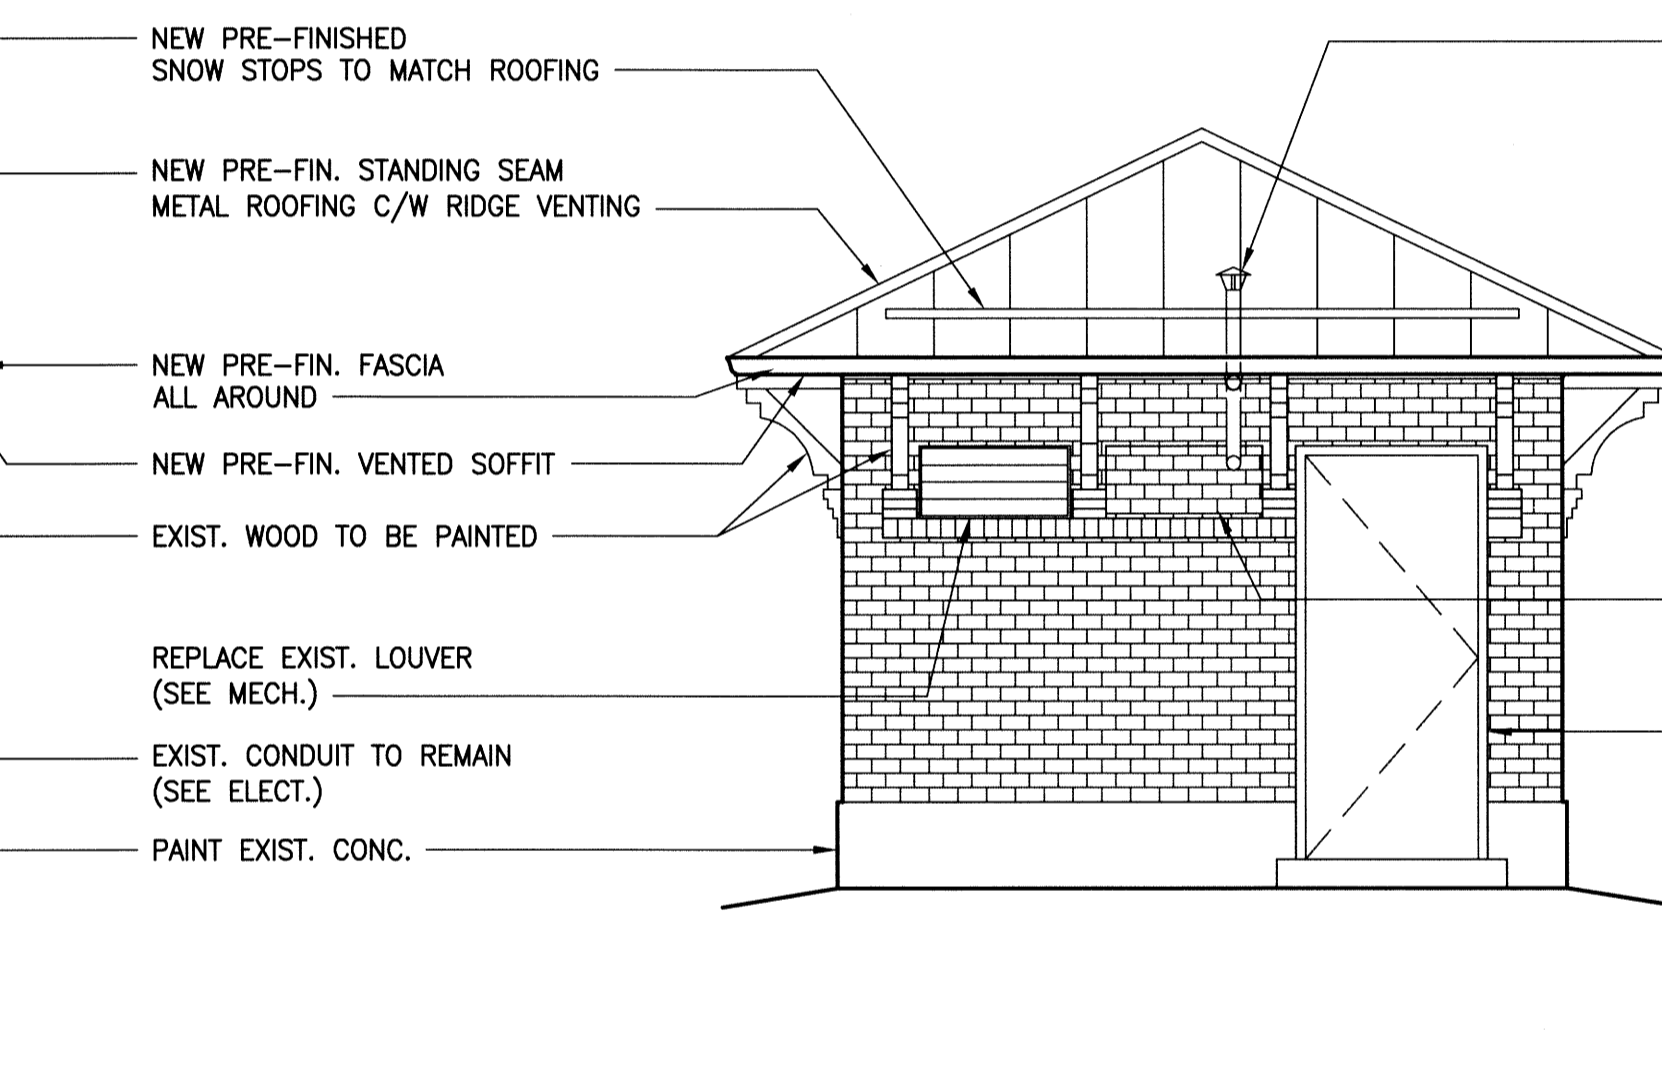 NEW PRE-FINISHED
SNOW STOPS TO MATCH ROOFING
NEW PRE-FIN. STANDING SEAM
METAL ROOFING C/W RIDGE VENTING
NEW PRE-FIN. FASCIA
ALL AROUND
NEW PRE-FIN. VENTED SOFFIT
EXIST. WOOD TO BE PAINTED
REPLACE EXIST. LOUVER
(SEE MECH.)
EXIST. CONDUIT TO REMAIN
(SEE ELECT.)
PAINT EXIST. CONC.